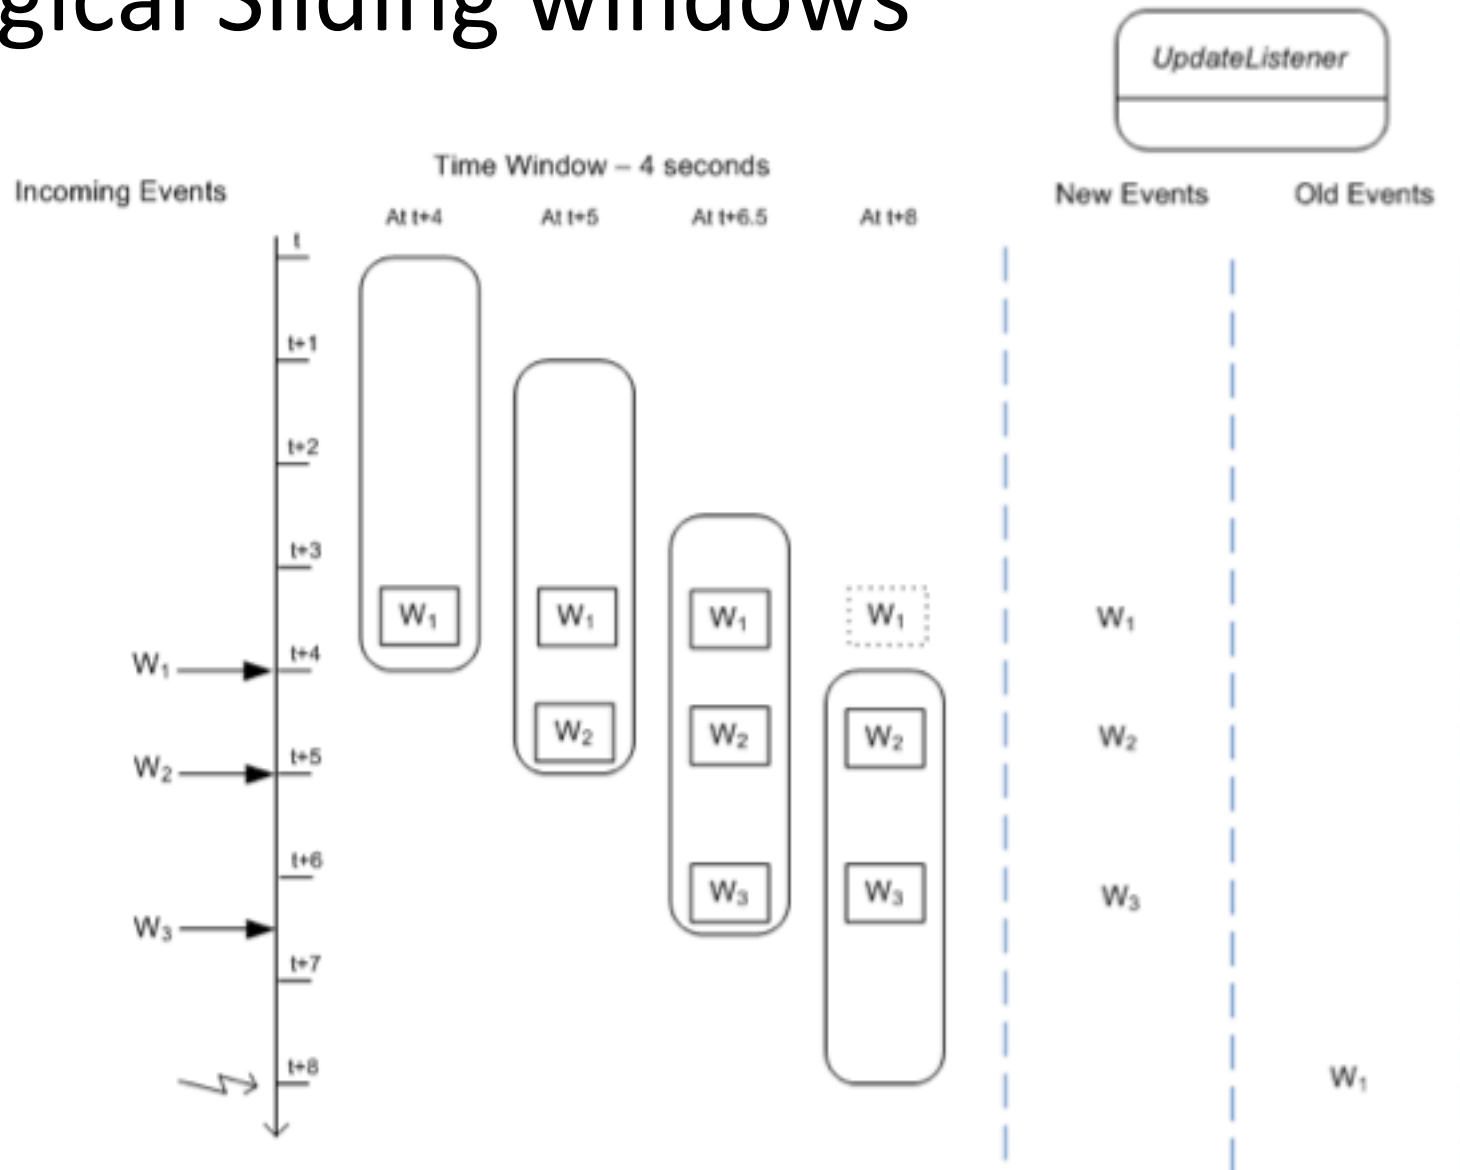 gical Sliding windows
UpdateListener
Time Window – 4 seconds
Incoming Events
New Events
Old Events
At t+4
At t+5
At t+6.5
At t+8
t
t+1
t+2
t+3
W1
W1
W1
W1
W1
t+4
W1
W2
W2
W2
W2
t+5
W2
t+6
W3
W3
W3
W3
t+7
t+8
W1